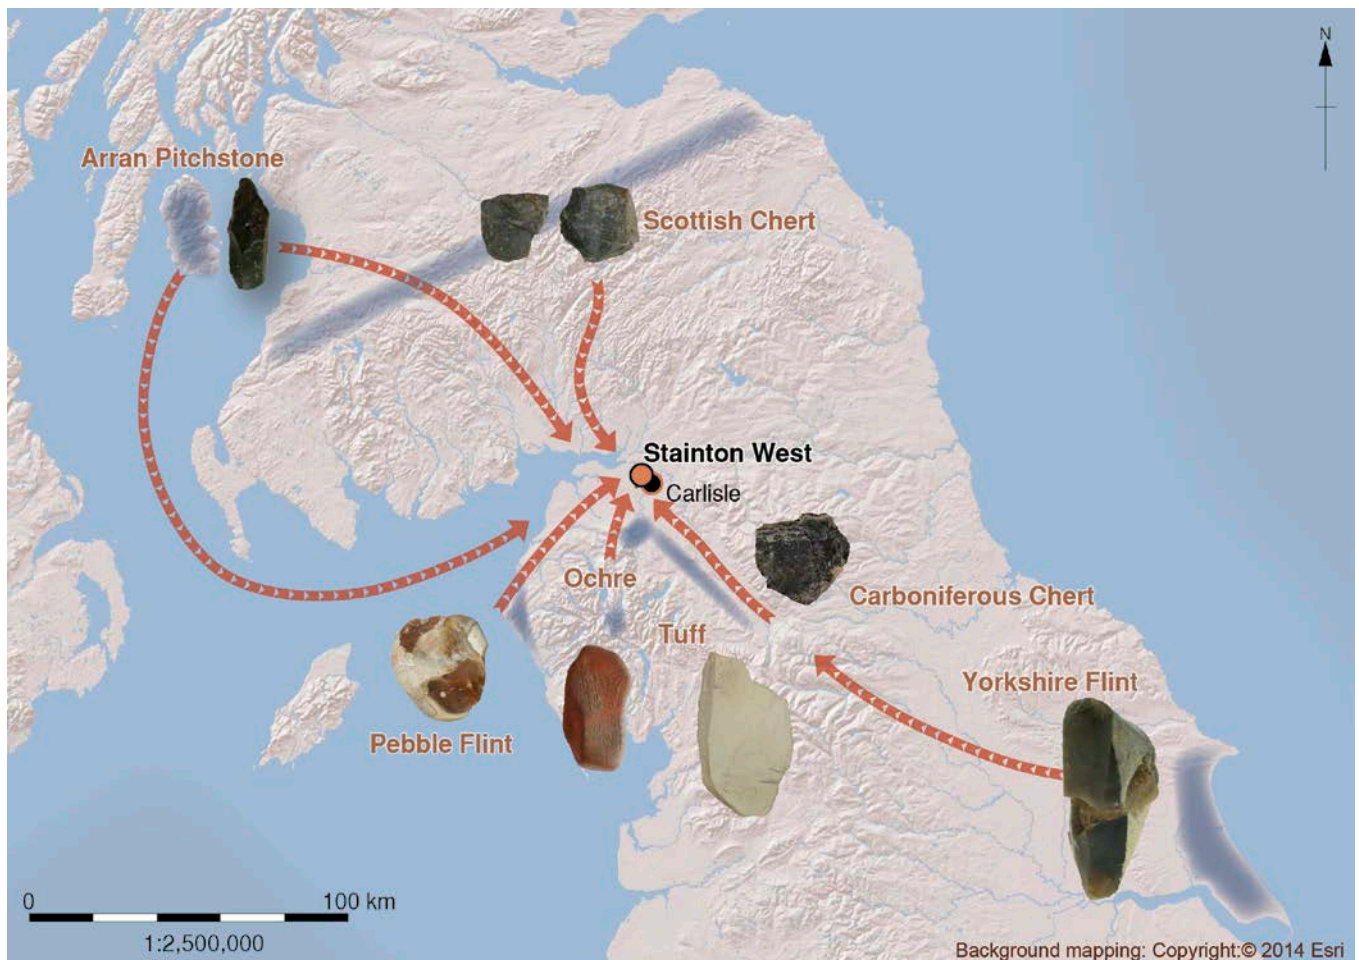 N
Arran Pitchstone
Scottish Chert
Stainton West
Carlisle
Ochre
Carboniferous Chert
Tuff
Yorkshire Flint
Pebble Flint
0 100 km
1:2,500,000
Background mapping: Copyright:© 2014 Esri